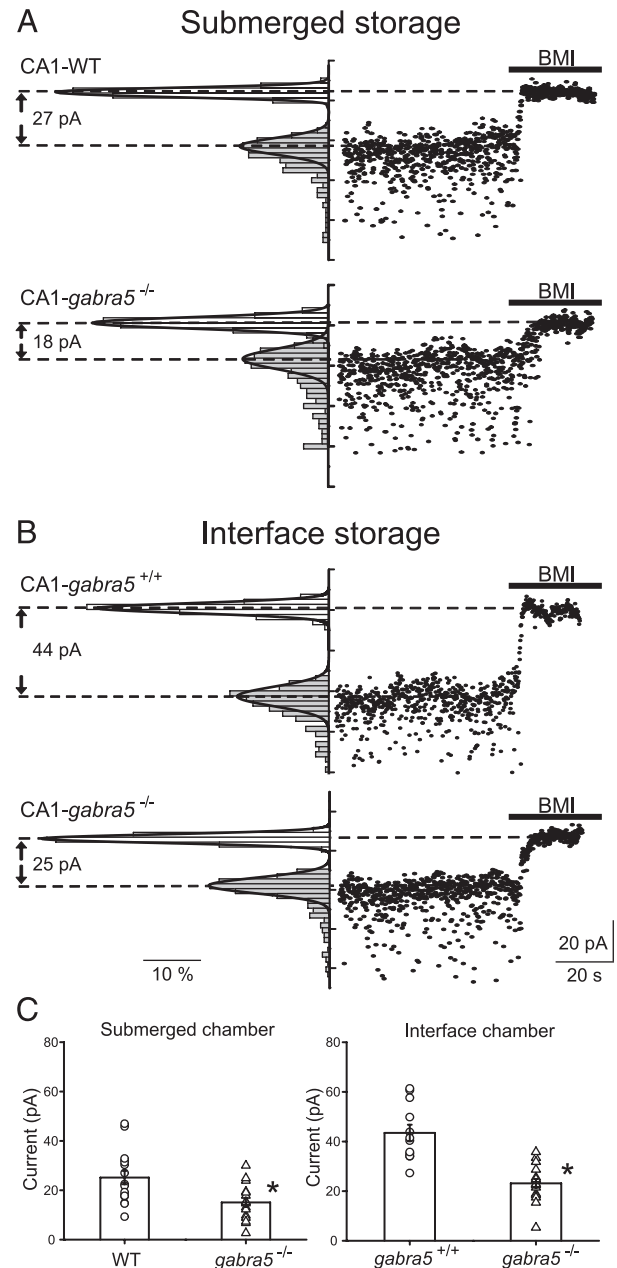 A Submerged storage
CA1-WT
BMI
27 pA
CA1-gabra5 -/-
BMI
18 pA
B Interface storage
CA1-gabra5 +/+
BMI
44 pA
CA1-gabra5 -/-
BMI
25 pA
20 pA
10 %
20 s
C
Submerged chamber
80
60
40
20
0
Current (pA)
*
WT
gabra5 -/-
Interface chamber
80
60
40
20
0
Current (pA)
*
gabra5 +/+
gabra5 -/-